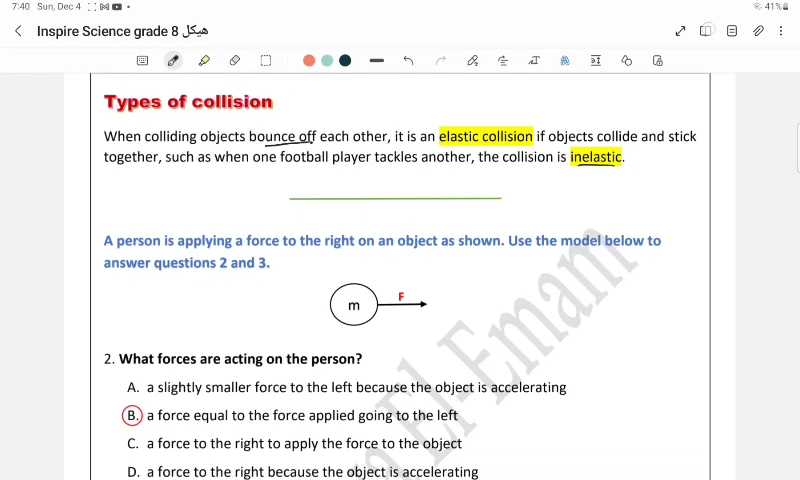 7:40 Sun, Dec 4 41%
Inspire Science grade 8 هيكل
Types of collision
When colliding objects bounce off each other, it is an elastic collision if objects collide and stick
together, such as when one football player tackles another, the collision is inelastic.
A person is applying a force to the right on an object as shown. Use the model below to
answer questions 2 and 3.
F
m
2. What forces are acting on the person?
A. a slightly smaller force to the left because the object is accelerating
B. a force equal to the force applied going to the left
C. a force to the right to apply the force to the object
D. a force to the right because the object is accelerating
El-Emam